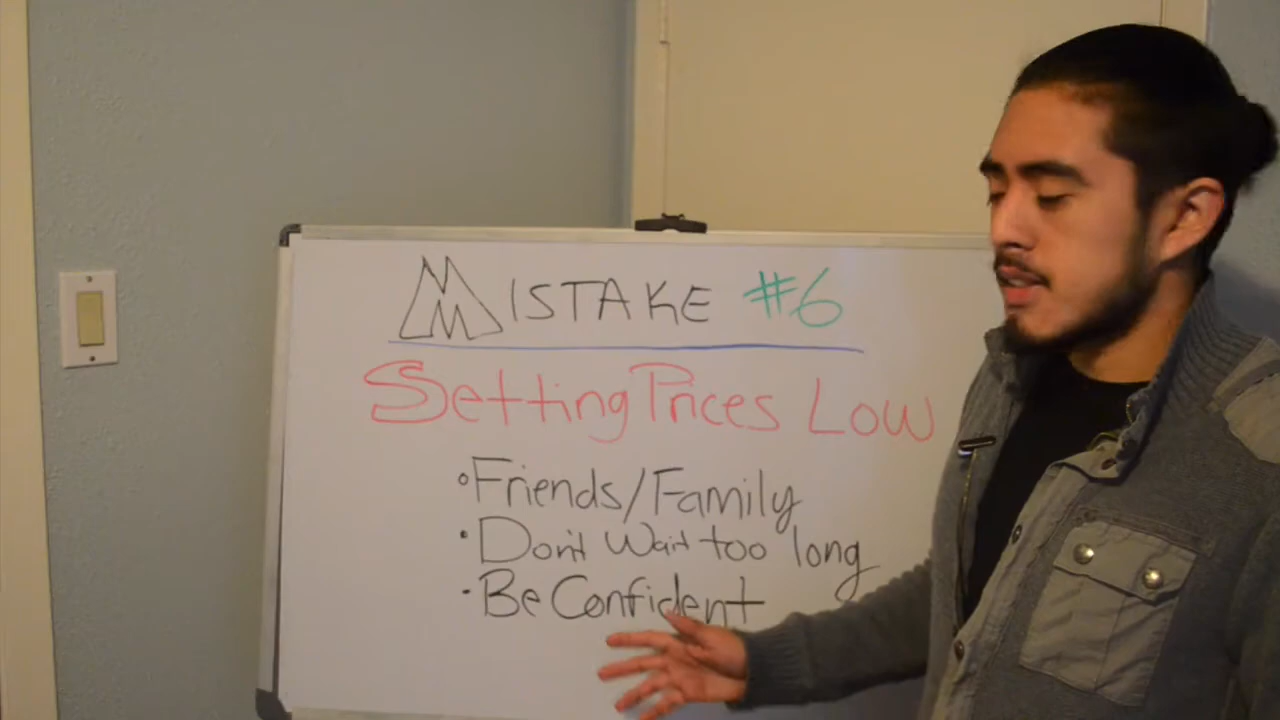 MISTAKE #6
Setting Prices Low
• Friends/Family
• Don't Wait too long
• Be Confident